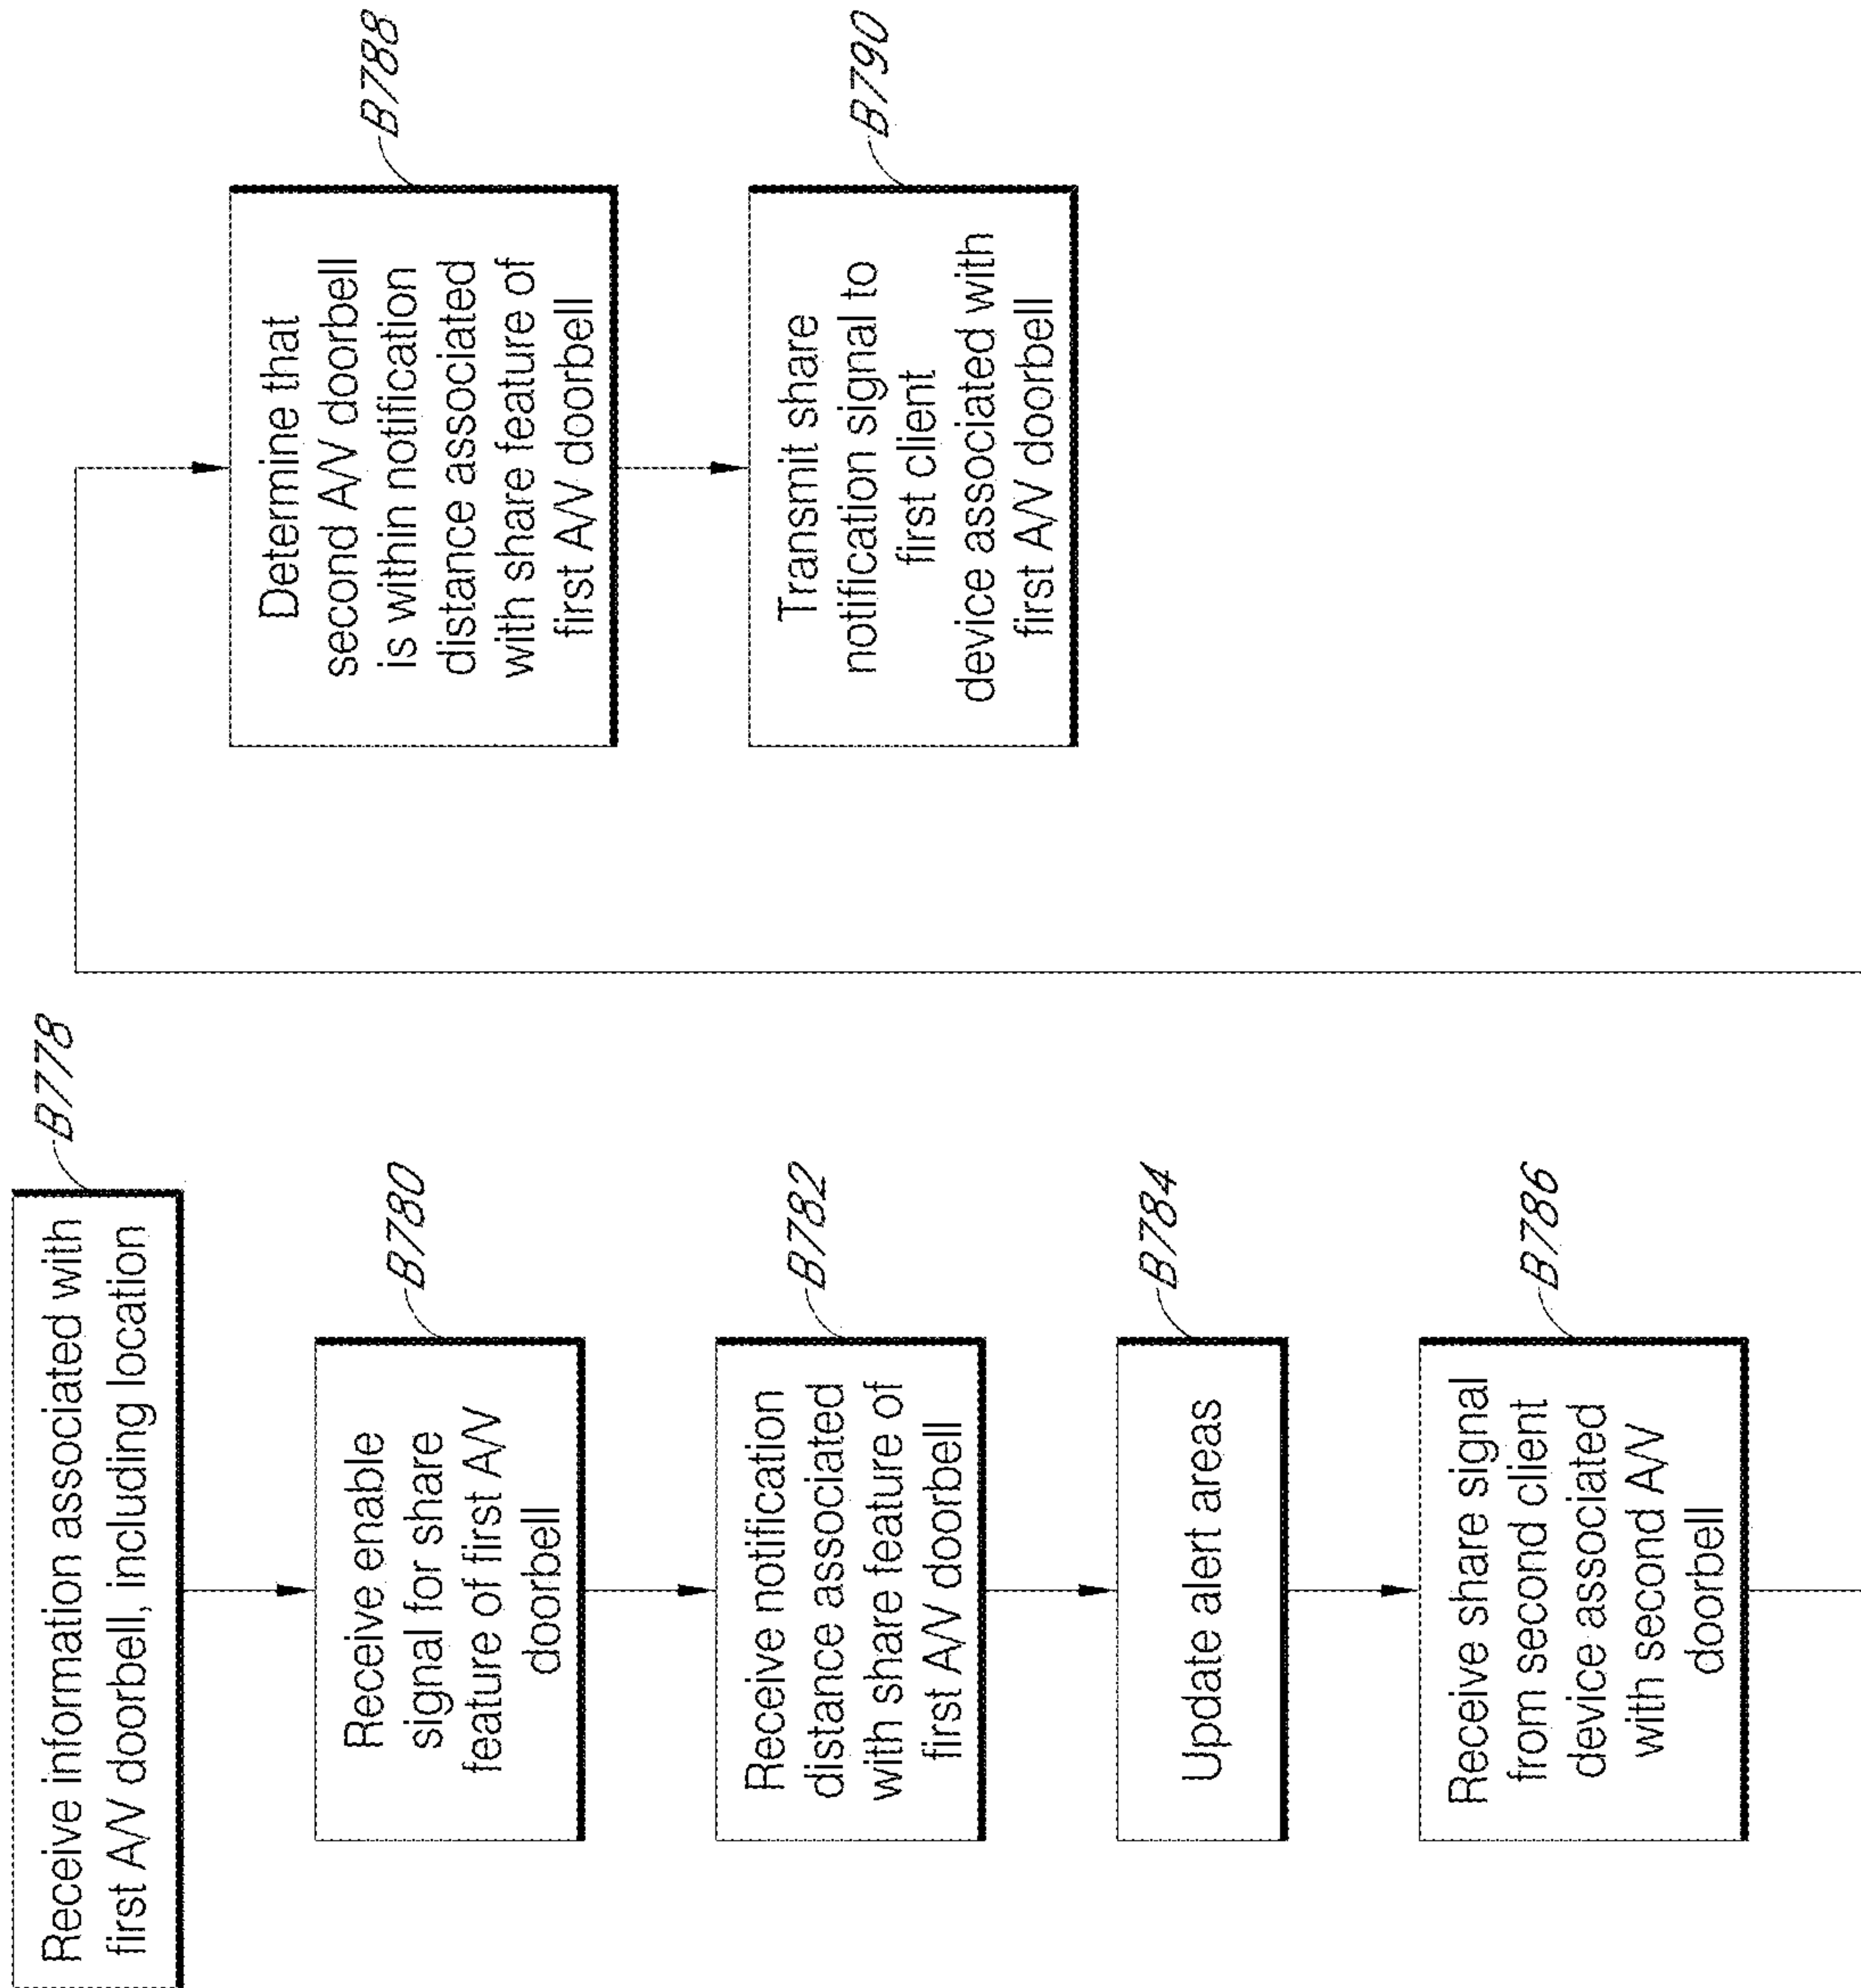 Receive information associated with
first A/V doorbell, including location
B778
Receive enable
signal for share
feature of first A/V
doorbell
B780
Receive notification
distance associated
with share feature of
first A/V doorbell
B782
Update alert areas
B784
Receive share signal
from second client
device associated
with second A/V
doorbell
B786
Determine that
second A/V doorbell
is within notification
distance associated
with share feature of
first A/V doorbell
B788
Transmit share
notification signal to
first client
device associated with
first A/V doorbell
B790